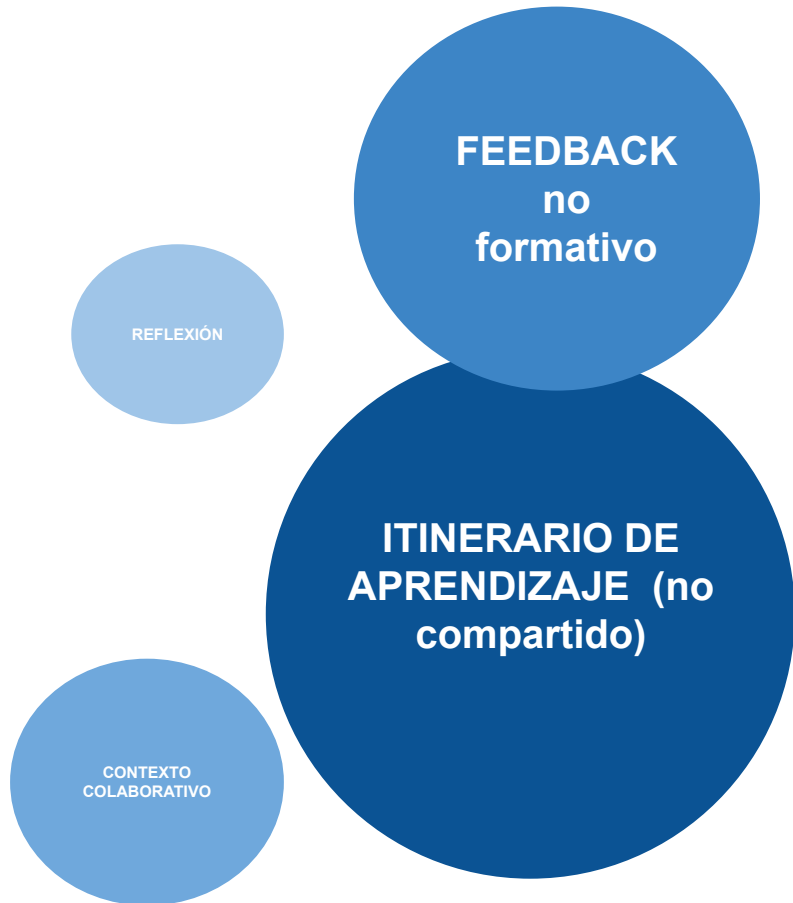 FEEDBACK
no
formativo
REFLEXIÓN
ITINERARIO DE
APRENDIZAJE (no
compartido)
CONTEXTO
COLABORATIVO